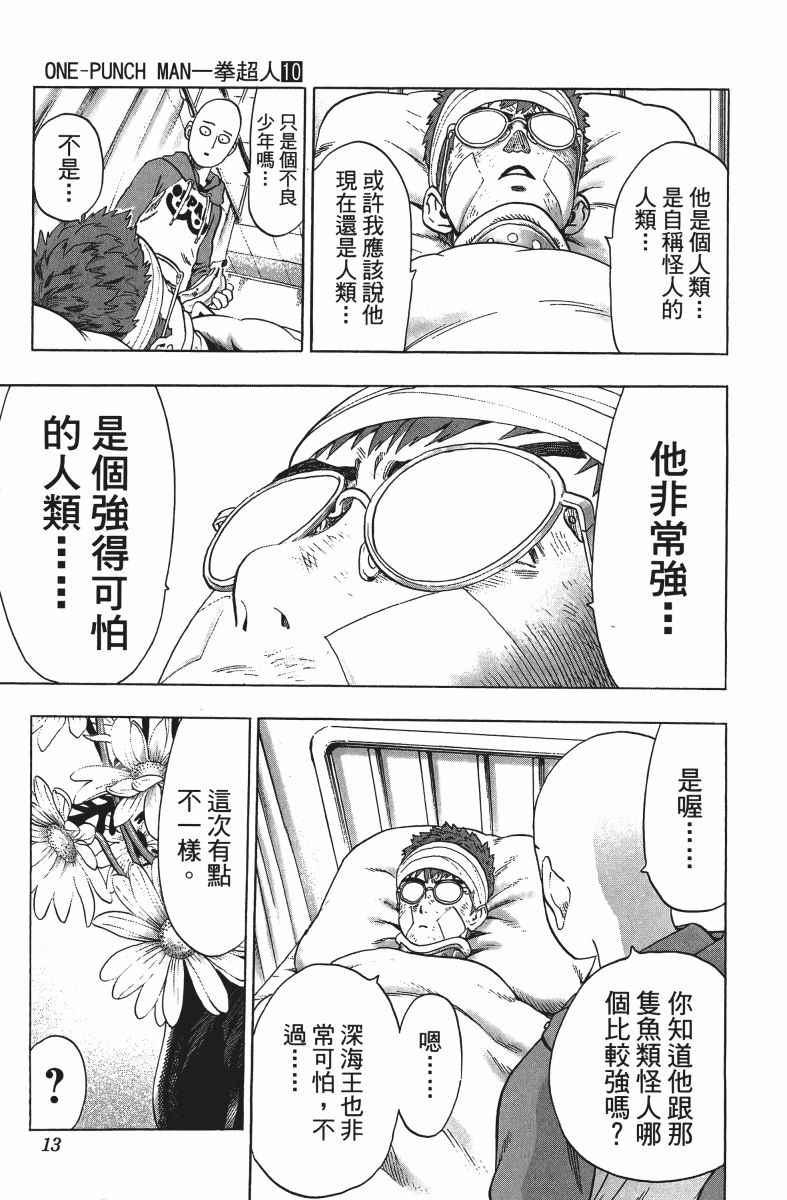 ONE-PUNCH MAN一拳超人10
他是個人類…
是自稱怪人的
人類…
或許我應該說他
現在還是人類…
只是個不良
少年嗎…
不是…
他非常強…
是個強得可怕
的人類……
是喔……
你知道他跟那
隻魚類怪人哪
個比較強嗎？
嗯……
深海王也非
常可怕，不
過……
這次有點
不一樣。
？
13